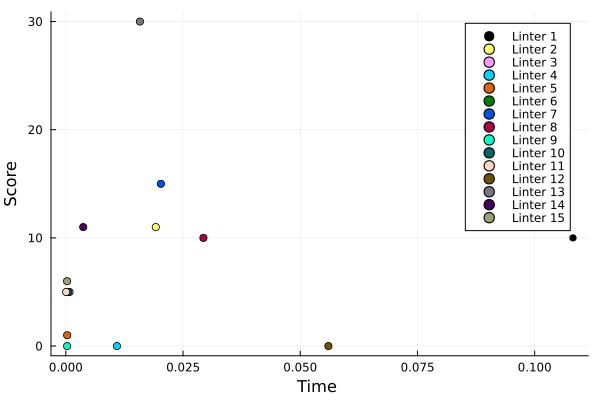 30
20
10
0
Score
0.000
0.025
0.050
0.075
0.100
Time
Linter 1
Linter 2
Linter 3
Linter 4
Linter 5
Linter 6
Linter 7
Linter 8
Linter 9
Linter 10
Linter 11
Linter 12
Linter 13
Linter 14
Linter 15